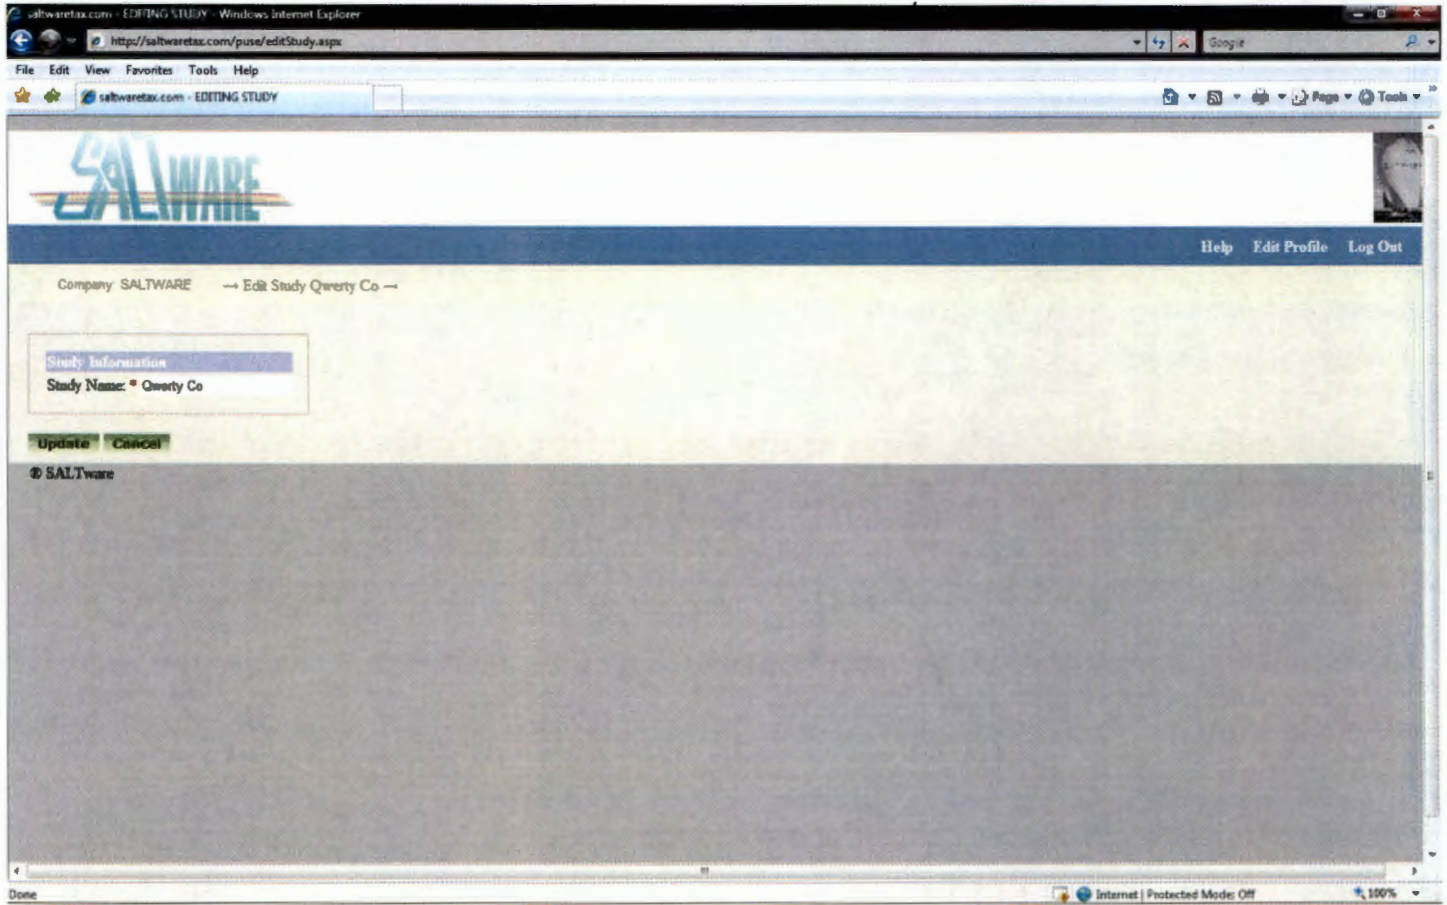 saltwaretax.com - EDITING STUDY - Windows Internet Explorer
http://saltwaretax.com/puse/editStudy.aspx
Google
File Edit View Favorites Tools Help
saltwaretax.com - EDITING STUDY
Page Tools
SALTWARE
Help Edit Profile Log Out
Company SALTWARE → Edit Study Qwerty Co →
Study Information
Study Name: * Qwerty Co
Update Cancel
© SALTware
Done
Internet | Protected Mode: Off
100%